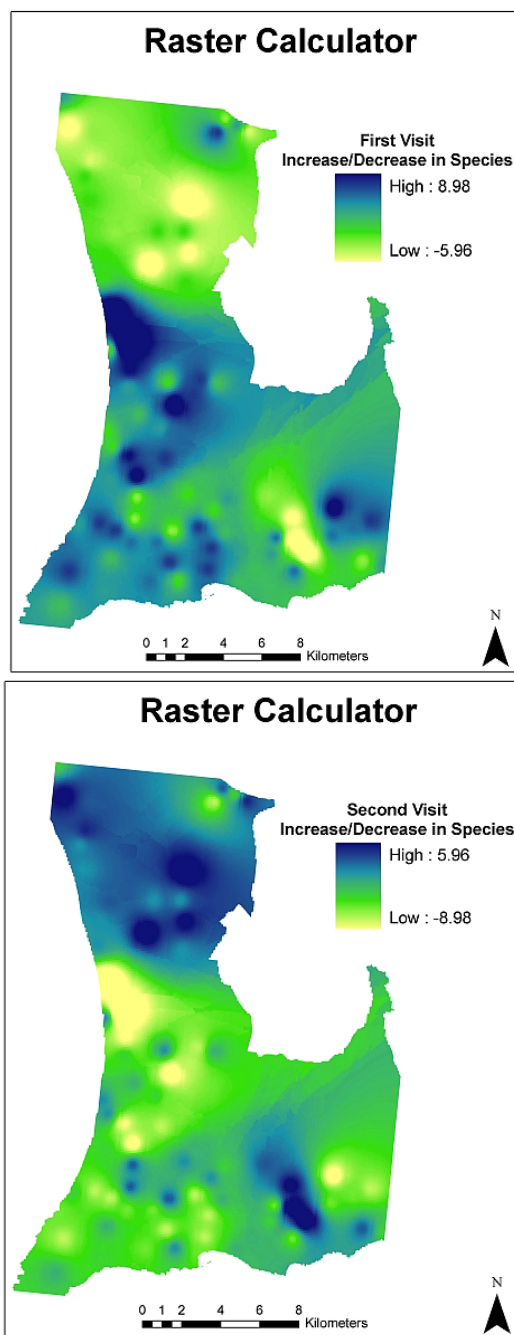 Raster Calculator
First Visit
Increase/Decrease in Species
High : 8.98
Low : -5.96
N
0 1 2 4 6 8
Kilometers
Raster Calculator
Second Visit
Increase/Decrease in Species
High : 5.96
Low : -8.98
N
0 1 2 4 6 8
Kilometers